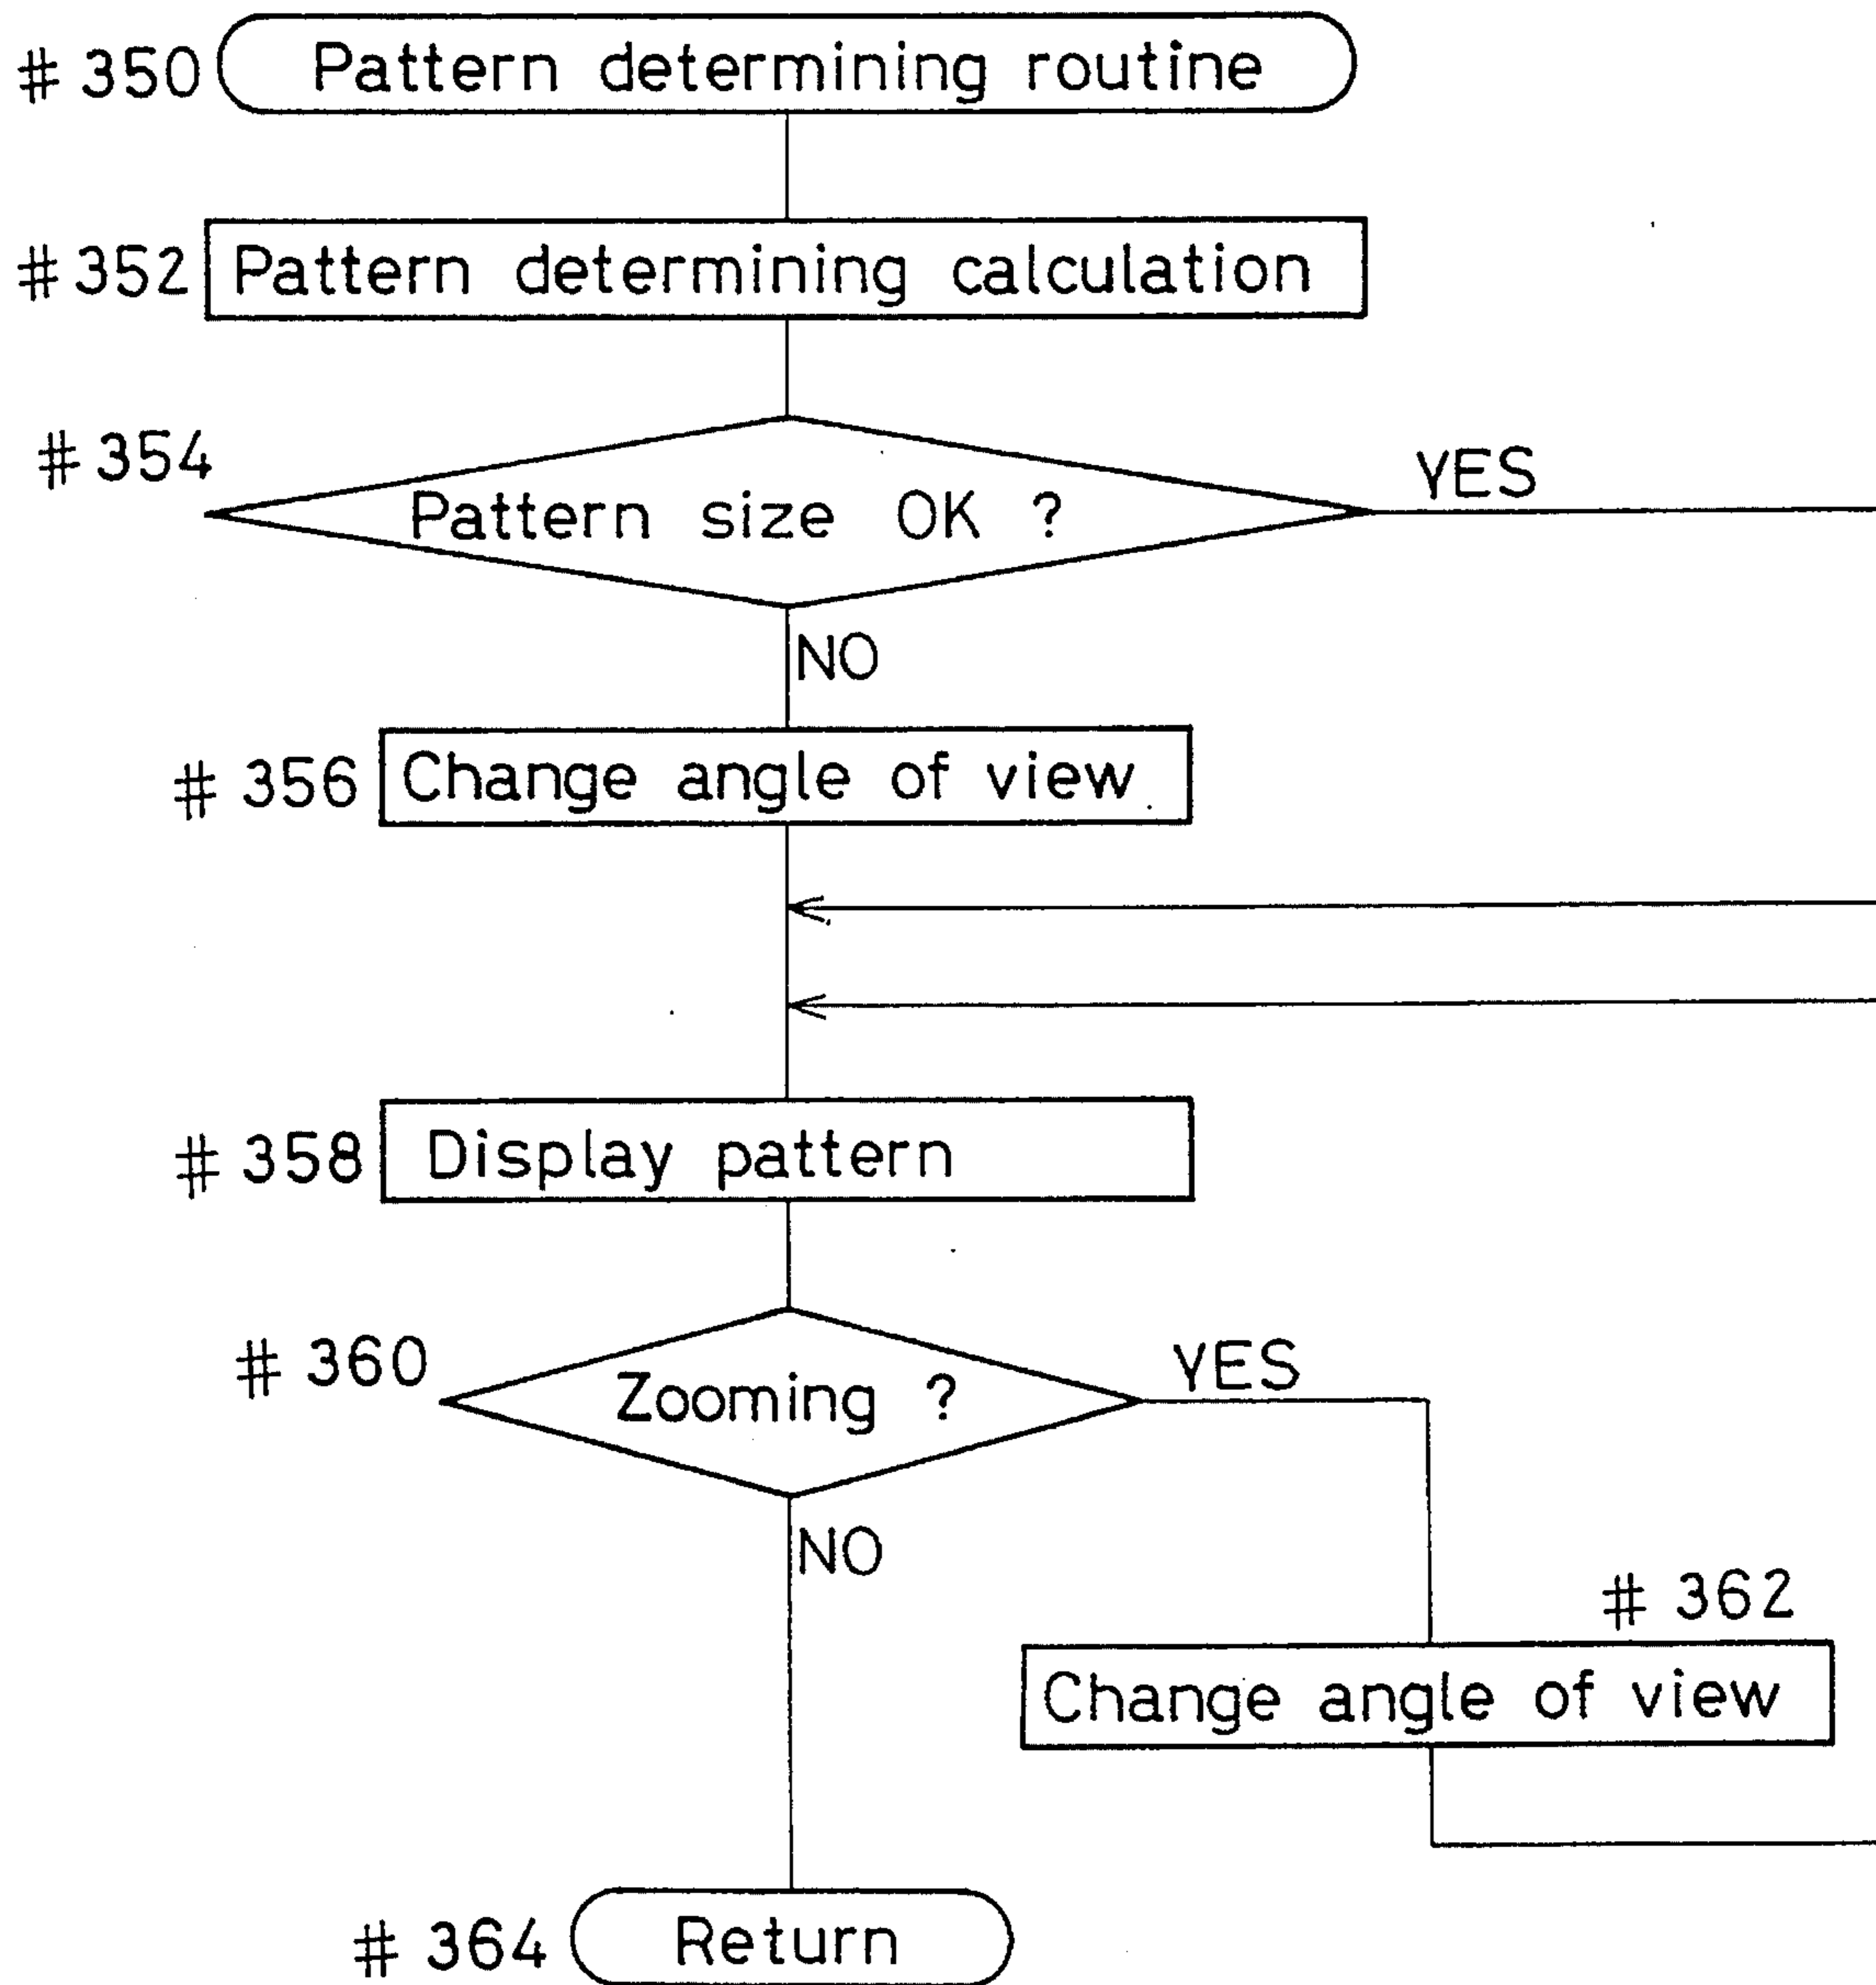 # 350 Pattern determining routine
# 352 Pattern determining calculation
# 354
YES
Pattern size OK ?
NO
# 356 Change angle of view
# 358 Display pattern
# 360
YES
Zooming ?
NO
# 362
Change angle of view
# 364 Return